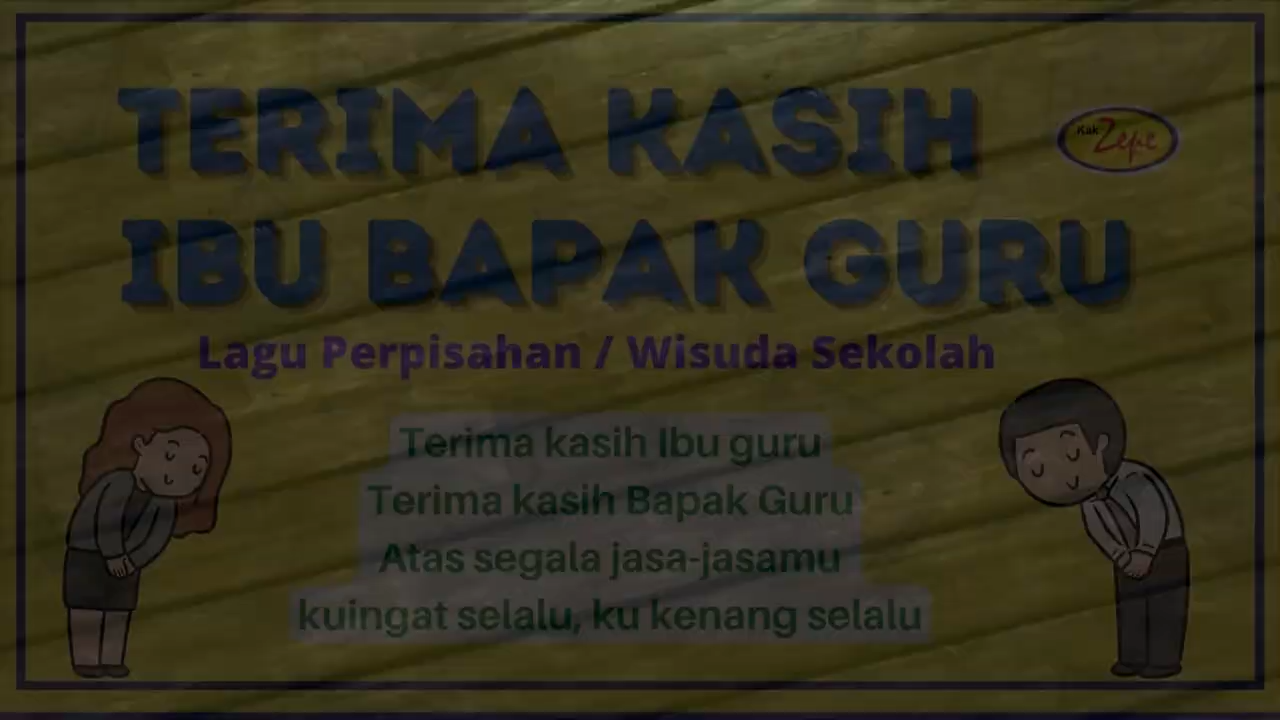 TERIMA KASIH
Kak Zepe
IBU BAPAK GURU
Lagu Perpisahan / Wisuda Sekolah
Terima kasih Ibu guru
Terima kasih Bapak Guru
Atas segala jasa-jasamu
kuingat selalu, ku kenang selalu